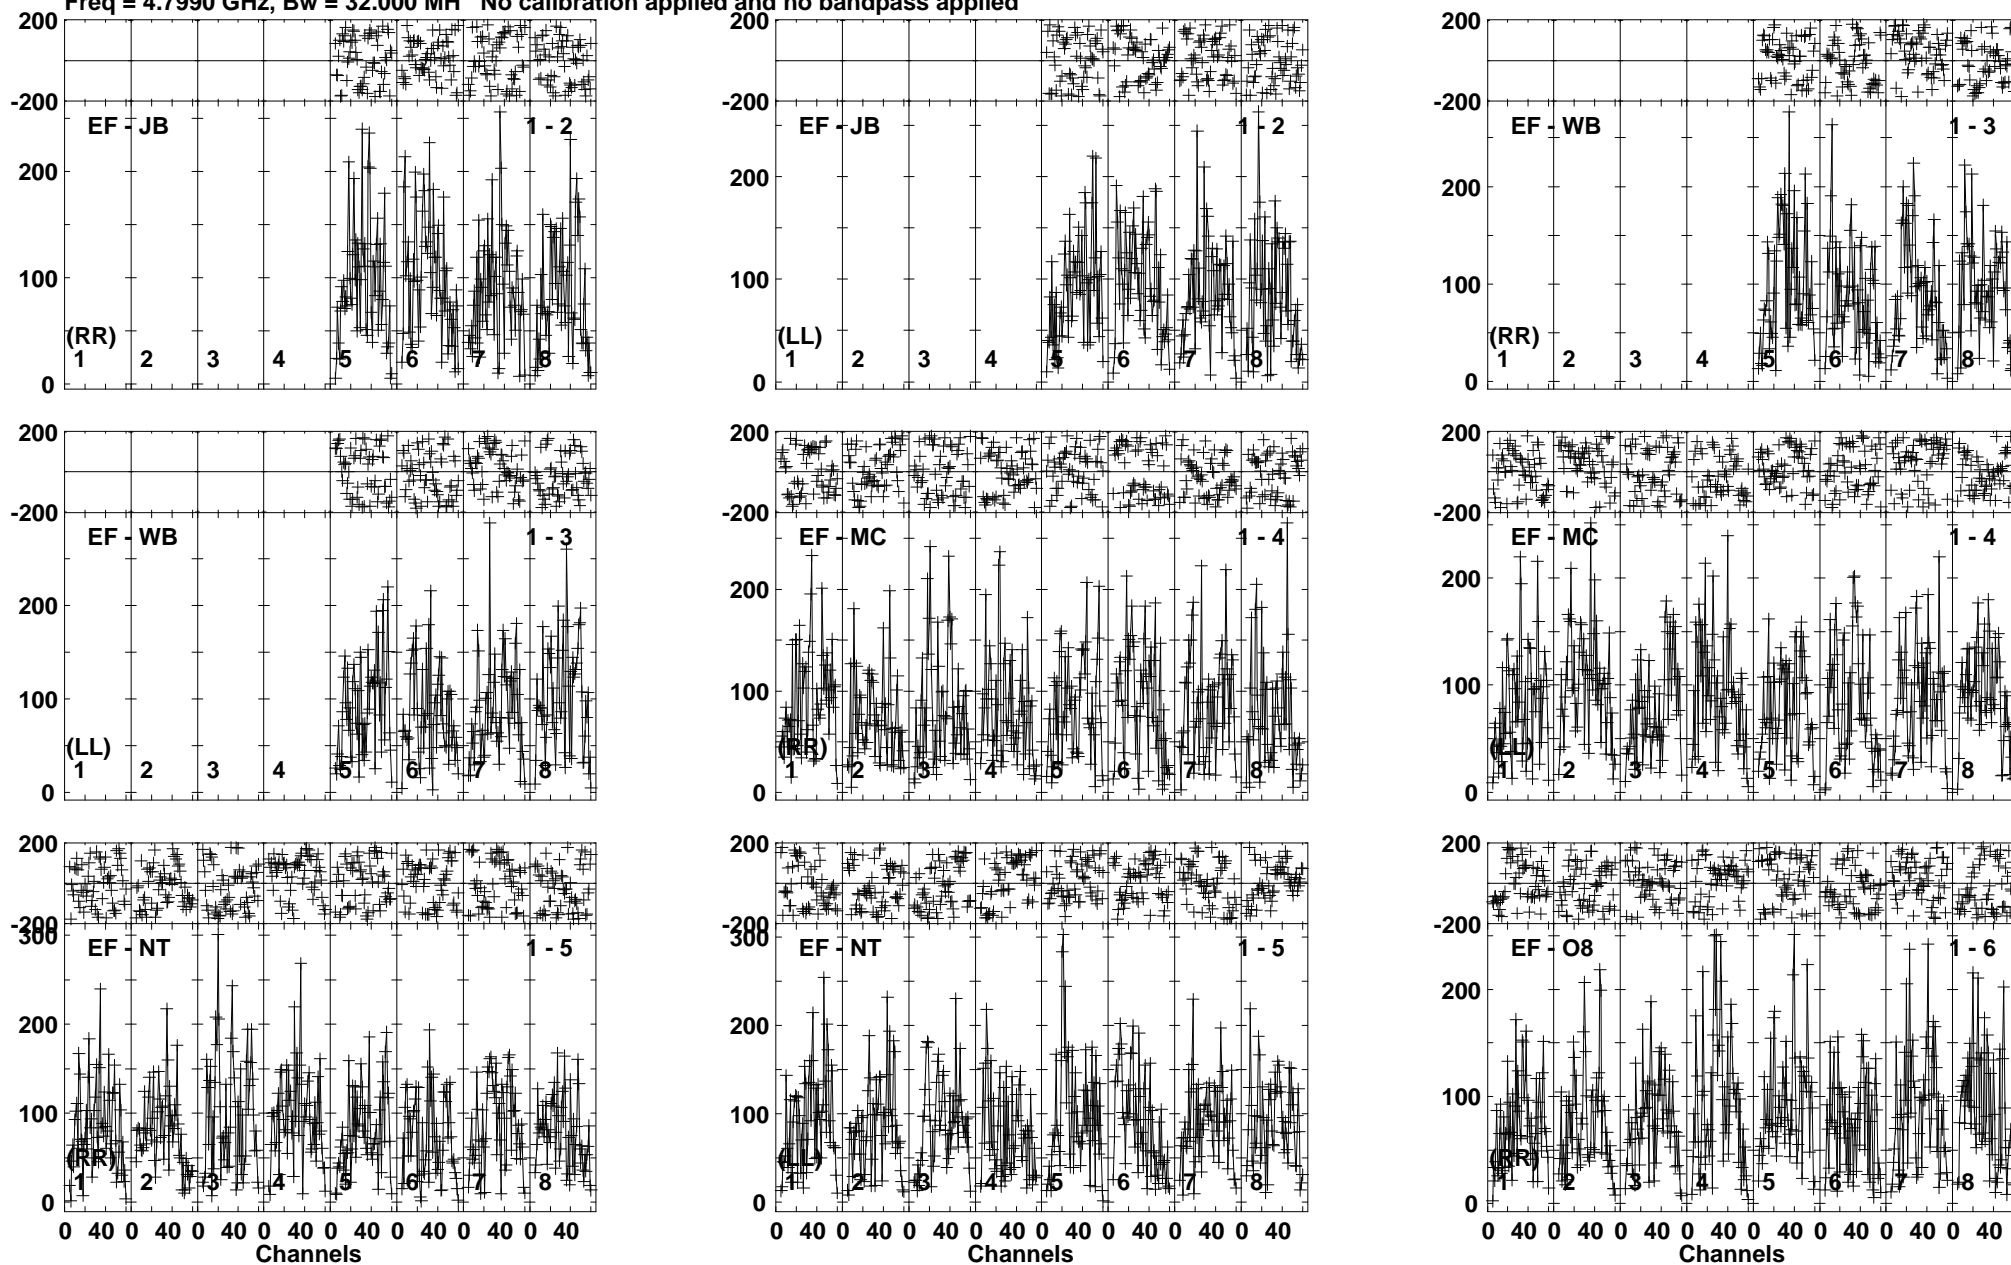 Freq = 4.7990 GHz, Bw = 32.000 MH No calibration applied and no bandpass applied
200 200 200
-200 -200 -200
EF - JB 1 - 2 EF - JB 1 - 2 EF - WB 1 - 3
200 200 200
100 100 100
(RR) (LL) (RR)
1 2 3 4 5 6 7 8 1 2 3 4 5 6 7 8 1 2 3 4 5 6 7 8
0 0 0
200 200 200
-200 -200 -200
EF - WB 1 - 3 EF - MC 1 - 4 EF - MC 1 - 4
200 200 200
100 100 100
(LL) (RR) (LL)
1 2 3 4 5 6 7 8 1 2 3 4 5 6 7 8 1 2 3 4 5 6 7 8
0 0 0
200 200 200
-200 -200 -200
300 300
EF - NT 1 - 5 EF - NT 1 - 5 EF - O8 1 - 6
200 200 200
100 100 100
(RR) (LL) (RR)
1 2 3 4 5 6 7 8 1 2 3 4 5 6 7 8 1 2 3 4 5 6 7 8
0 0 0
0 40 0 40 0 40 0 40 0 40 0 40 0 40 0 40 0 40 0 40 0 40 0 40 0 40 0 40 0 40 0 40 0 40 0 40 0 40 0 40 0 40 0 40 0 40 0 40
Channels Channels Channels